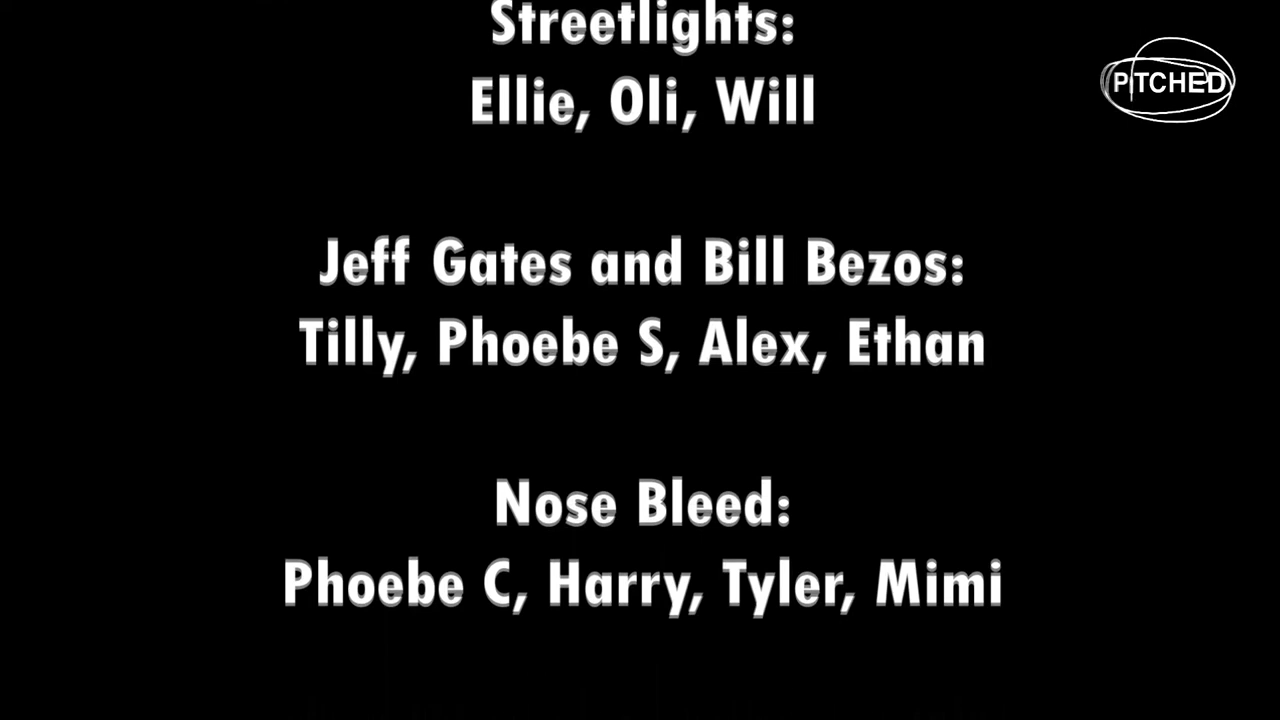 Streetlights:
PITCHED
Ellie, Oli, Will
Jeff Gates and Bill Bezos:
Tilly, Phoebe S, Alex, Ethan
Nose Bleed:
Phoebe C, Harry, Tyler, Mimi